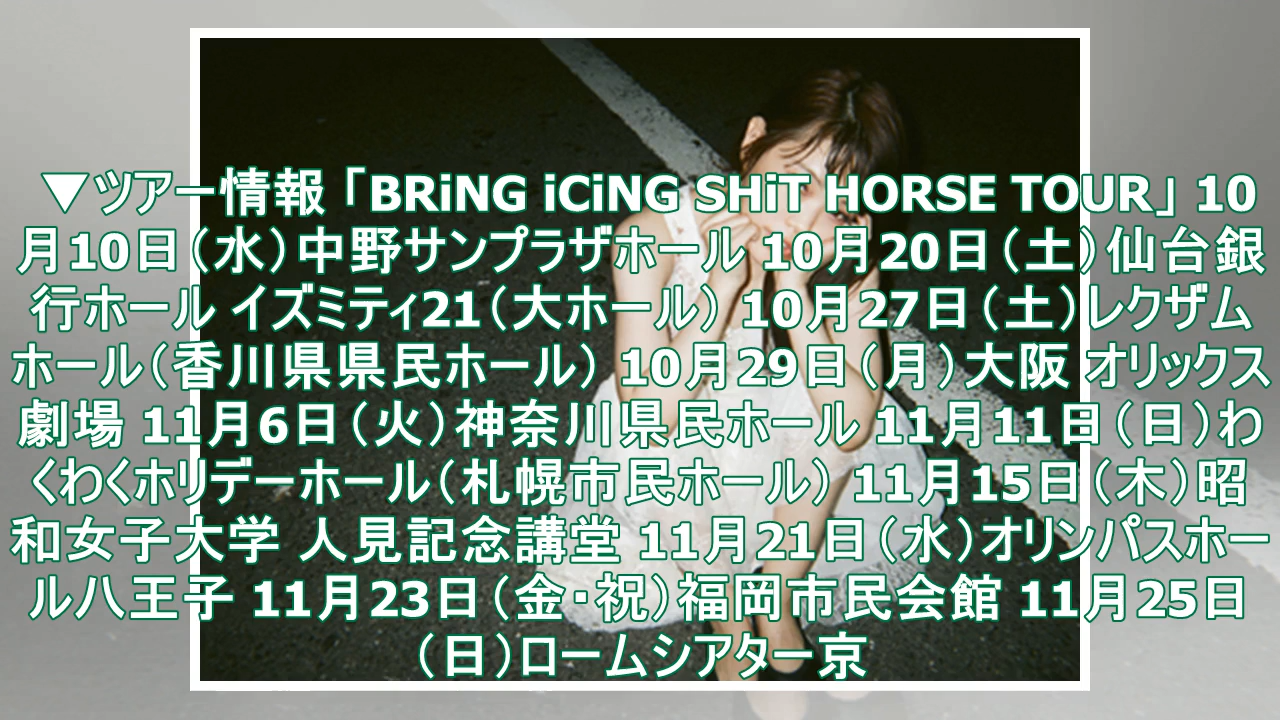 ▼ツアー情報「BRiNG iCiNG SHiT HORSE TOUR」 10
月10日（水）中野サンプラザホール 10月20日（土）仙台銀
行ホール イズミティ21（大ホール） 10月27日（土）レクザム
ホール（香川県県民ホール） 10月29日（月）大阪 オリックス
劇場 11月6日（火）神奈川県民ホール 11月11日（日）わ
くわくホリデーホール（札幌市民ホール） 11月15日（木）昭
和女子大学 人見記念講堂 11月21日（水）オリンパスホー
ル八王子 11月23日（金・祝）福岡市民会館 11月25日
（日）ロームシアター京